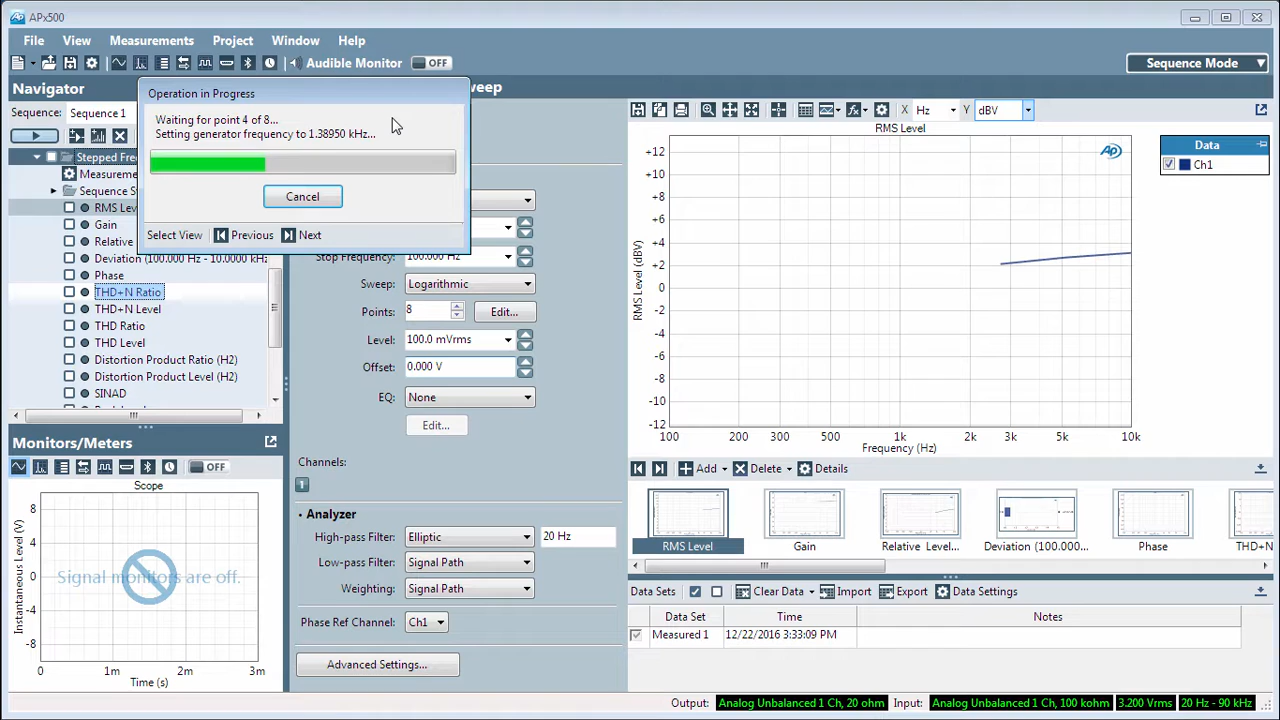 APx500
File View Measurements Project Window Help
Audible Monitor OFF
Sequence Mode
Navigator
Sequence: Sequence 1
Stepped Fre
Measureme
Sequence St
RMS Lev
Gain
Relative
Deviation (100.000 Hz - 10.0000 kHz
Phase
THD+N Ratio
THD+N Level
THD Ratio
THD Level
Distortion Product Ratio (H2)
Distortion Product Level (H2)
SINAD
Operation in Progress
Waiting for point 4 of 8...
Setting generator frequency to 1.38950 kHz...
Cancel
Select View Previous Next
weep
Stop Frequency: 100.000 Hz
Sweep: Logarithmic
Points: 8 Edit...
Level: 100.0 mVrms
Offset: 0.000 V
EQ: None
Edit...
Channels:
1
Analyzer
High-pass Filter: Elliptic 20 Hz
Low-pass Filter: Signal Path
Weighting: Signal Path
Phase Ref Channel: Ch1
Advanced Settings...
Monitors/Meters
OFF
Scope
Instantaneous Level (V)
8
4
0
-4
-8
Signal monitors are off.
0 1m 2m 3m
Time (s)
X Hz Y dBV
RMS Level
RMS Level (dBV)
+12
+10
+8
+6
+4
+2
0
-2
-4
-6
-8
-10
-12
100 200 300 500 1k 2k 3k 5k 10k
Frequency (Hz)
AP
Data
Ch1
Add Delete Details
RMS Level Gain Relative Level... Deviation (100.000... Phase THD+N
Data Sets Clear Data Import Export Data Settings
Data Set Time Notes
Measured 1 12/22/2016 3:33:09 PM
Output: Analog Unbalanced 1 Ch, 20 ohm Input: Analog Unbalanced 1 Ch, 100 kohm 3.200 Vrms 20 Hz - 90 kHz